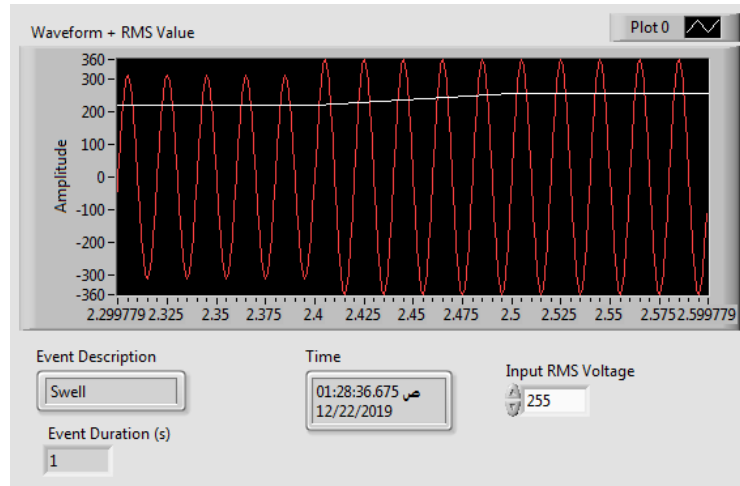 Waveform + RMS Value
Plot 0
360
300
200
100
0
-100
-200
-300
-360
Amplitude
2.299779 2.325 2.35 2.375 2.4 2.425 2.45 2.475 2.5 2.525 2.55 2.575 2.599779
Event Description
Swell
Event Duration (s)
1
Time
01:28:36.675 ص
12/22/2019
Input RMS Voltage
255